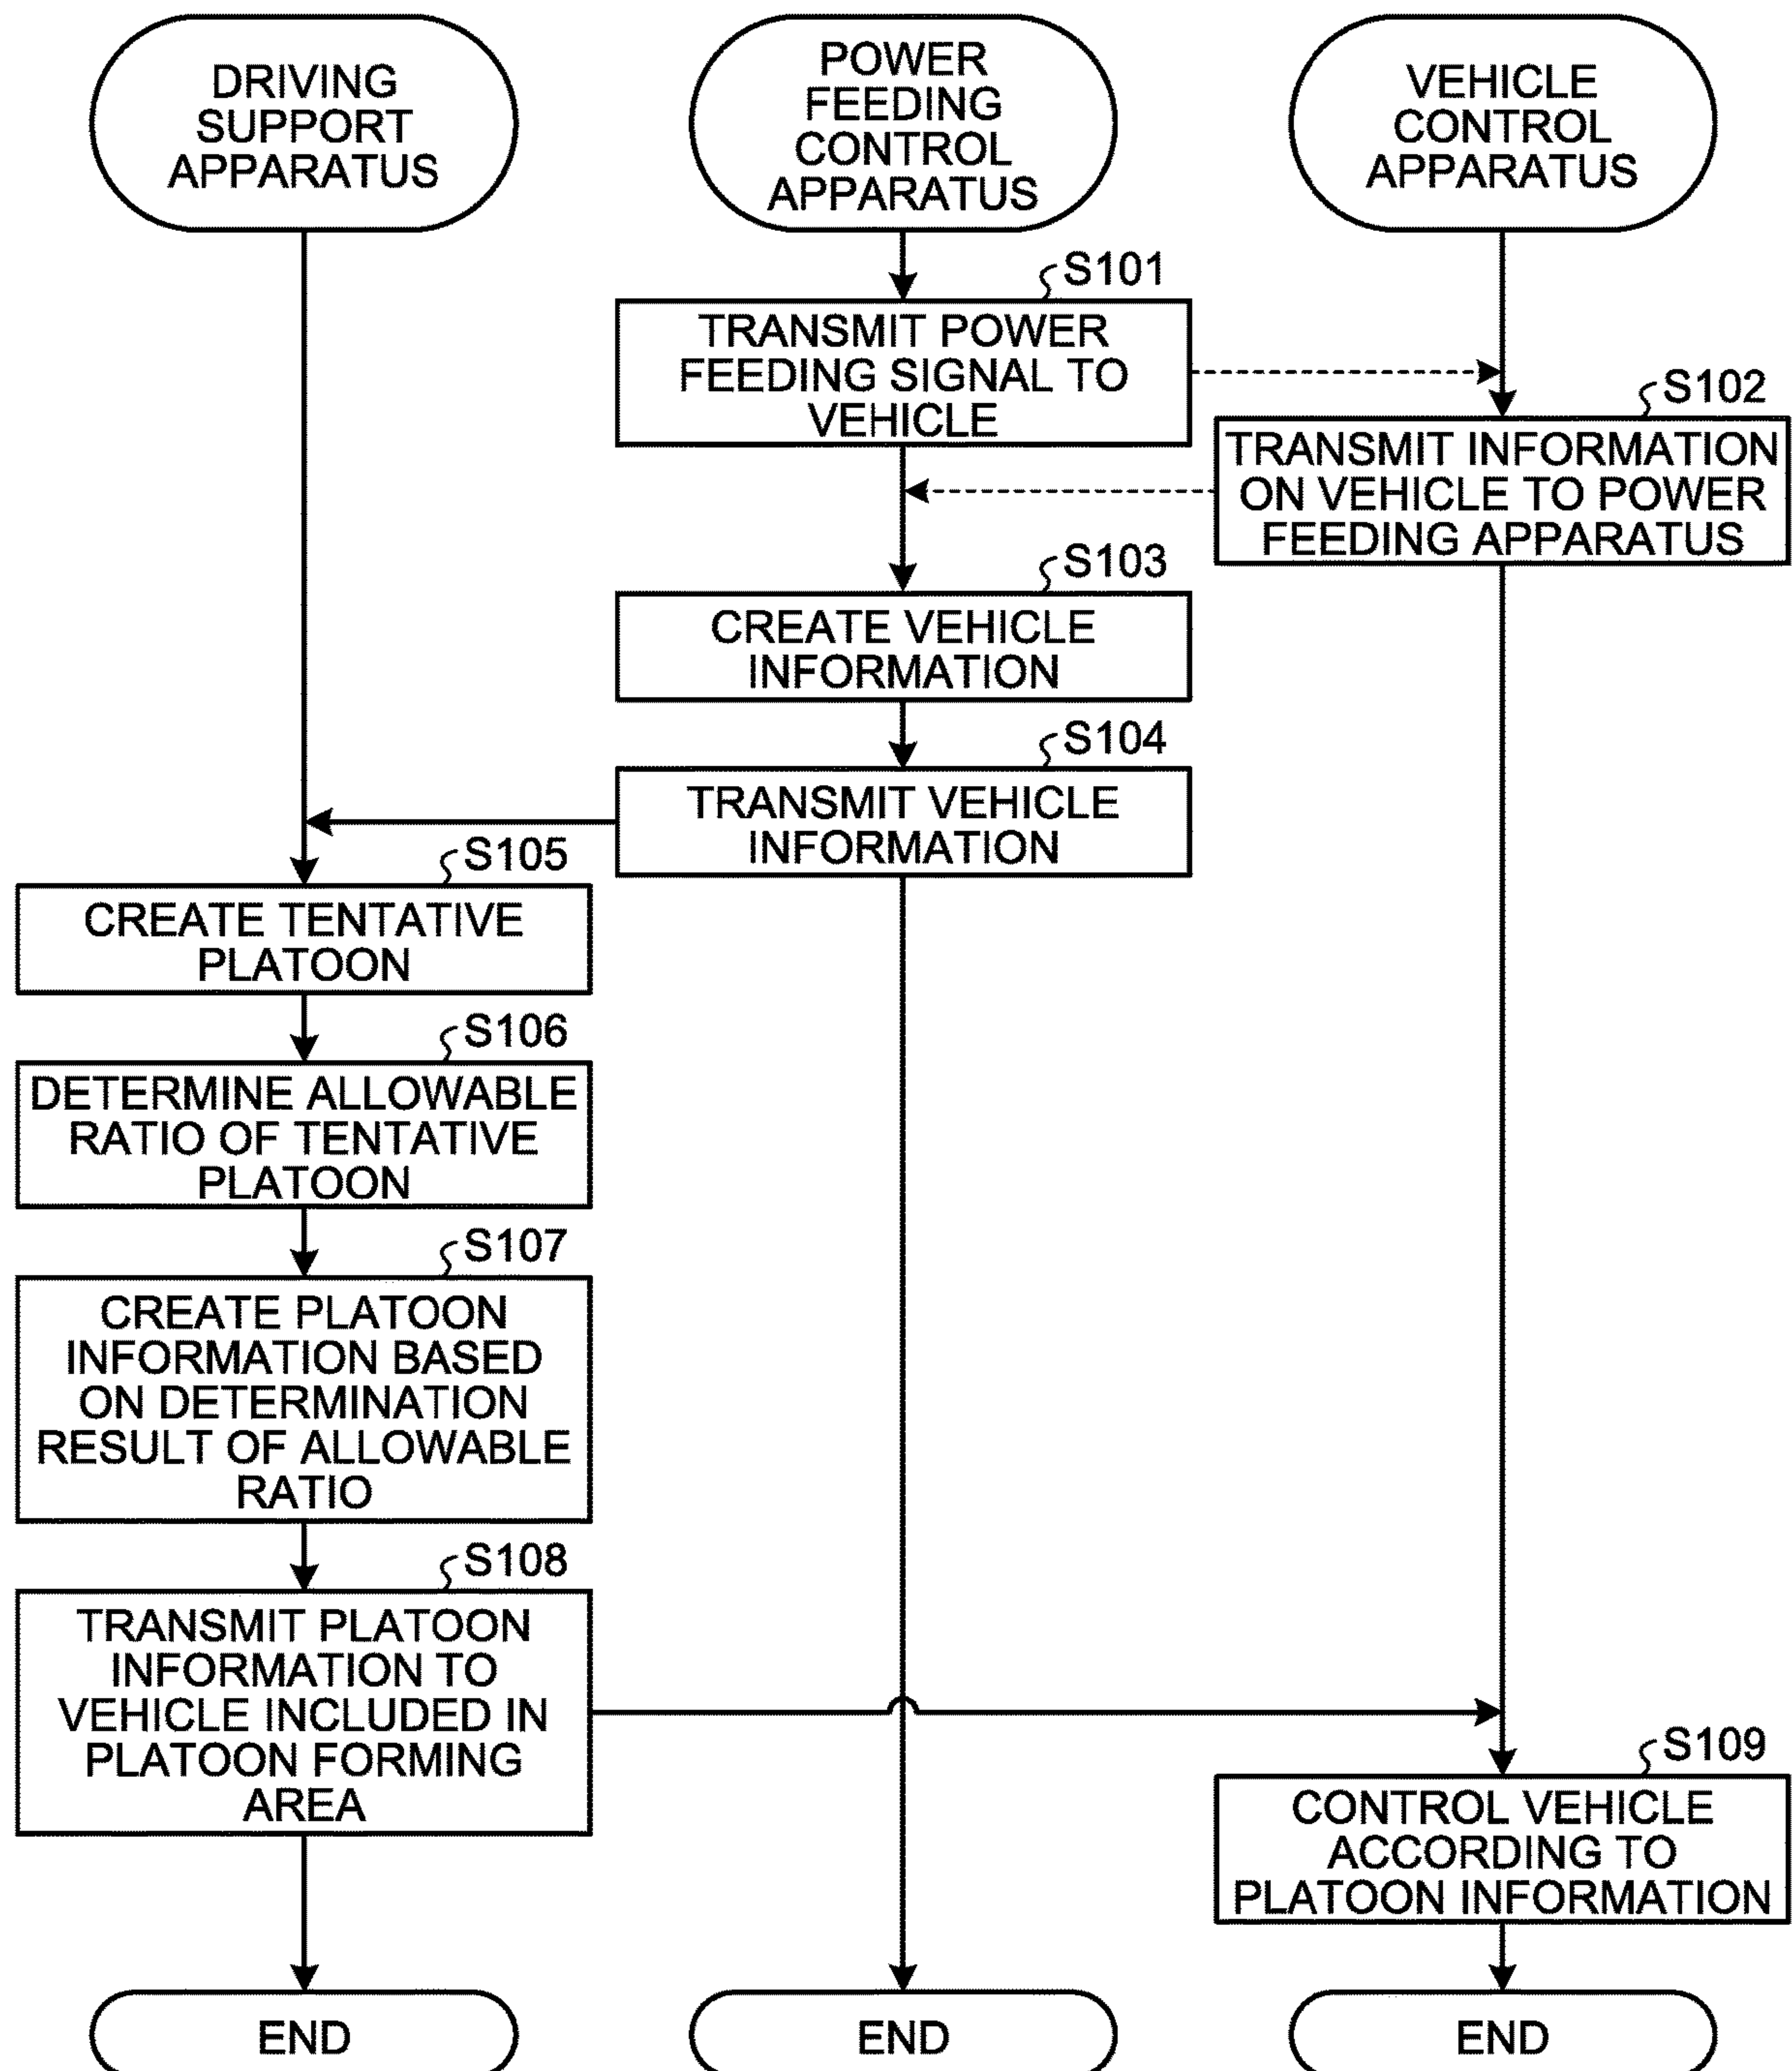 DRIVING
SUPPORT
APPARATUS
POWER
FEEDING
CONTROL
APPARATUS
VEHICLE
CONTROL
APPARATUS
S101
TRANSMIT POWER
FEEDING SIGNAL TO
VEHICLE
S102
TRANSMIT INFORMATION
ON VEHICLE TO POWER
FEEDING APPARATUS
S103
CREATE VEHICLE
INFORMATION
S104
TRANSMIT VEHICLE
INFORMATION
S105
CREATE TENTATIVE
PLATOON
S106
DETERMINE ALLOWABLE
RATIO OF TENTATIVE
PLATOON
S107
CREATE PLATOON
INFORMATION BASED
ON DETERMINATION
RESULT OF ALLOWABLE
RATIO
S108
TRANSMIT PLATOON
INFORMATION TO
VEHICLE INCLUDED IN
PLATOON FORMING
AREA
S109
CONTROL VEHICLE
ACCORDING TO
PLATOON INFORMATION
END
END
END